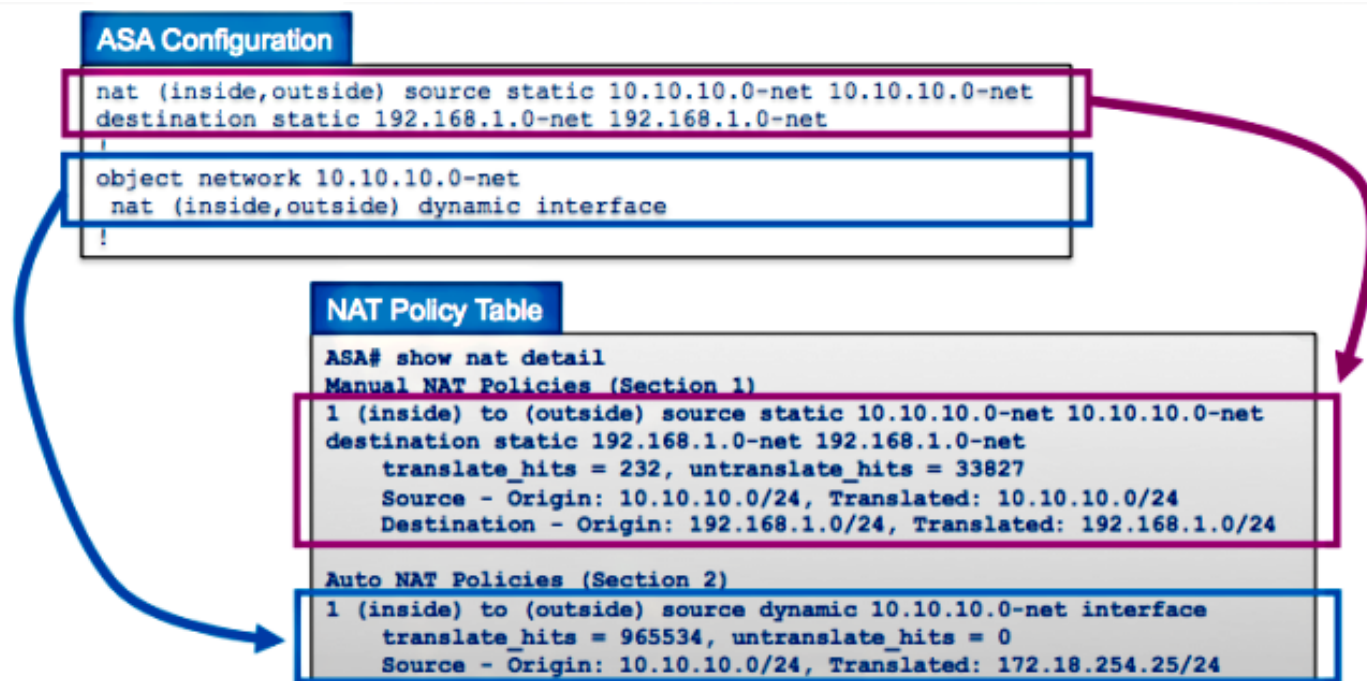 ASA Configuration
nat (inside,outside) source static 10.10.10.0-net 10.10.10.0-net
destination static 192.168.1.0-net 192.168.1.0-net
!
object network 10.10.10.0-net
 nat (inside,outside) dynamic interface
!
NAT Policy Table
ASA# show nat detail
Manual NAT Policies (Section 1)
1 (inside) to (outside) source static 10.10.10.0-net 10.10.10.0-net
destination static 192.168.1.0-net 192.168.1.0-net
    translate_hits = 232, untranslate_hits = 33827
    Source - Origin: 10.10.10.0/24, Translated: 10.10.10.0/24
    Destination - Origin: 192.168.1.0/24, Translated: 192.168.1.0/24
Auto NAT Policies (Section 2)
1 (inside) to (outside) source dynamic 10.10.10.0-net interface
    translate_hits = 965534, untranslate_hits = 0
    Source - Origin: 10.10.10.0/24, Translated: 172.18.254.25/24